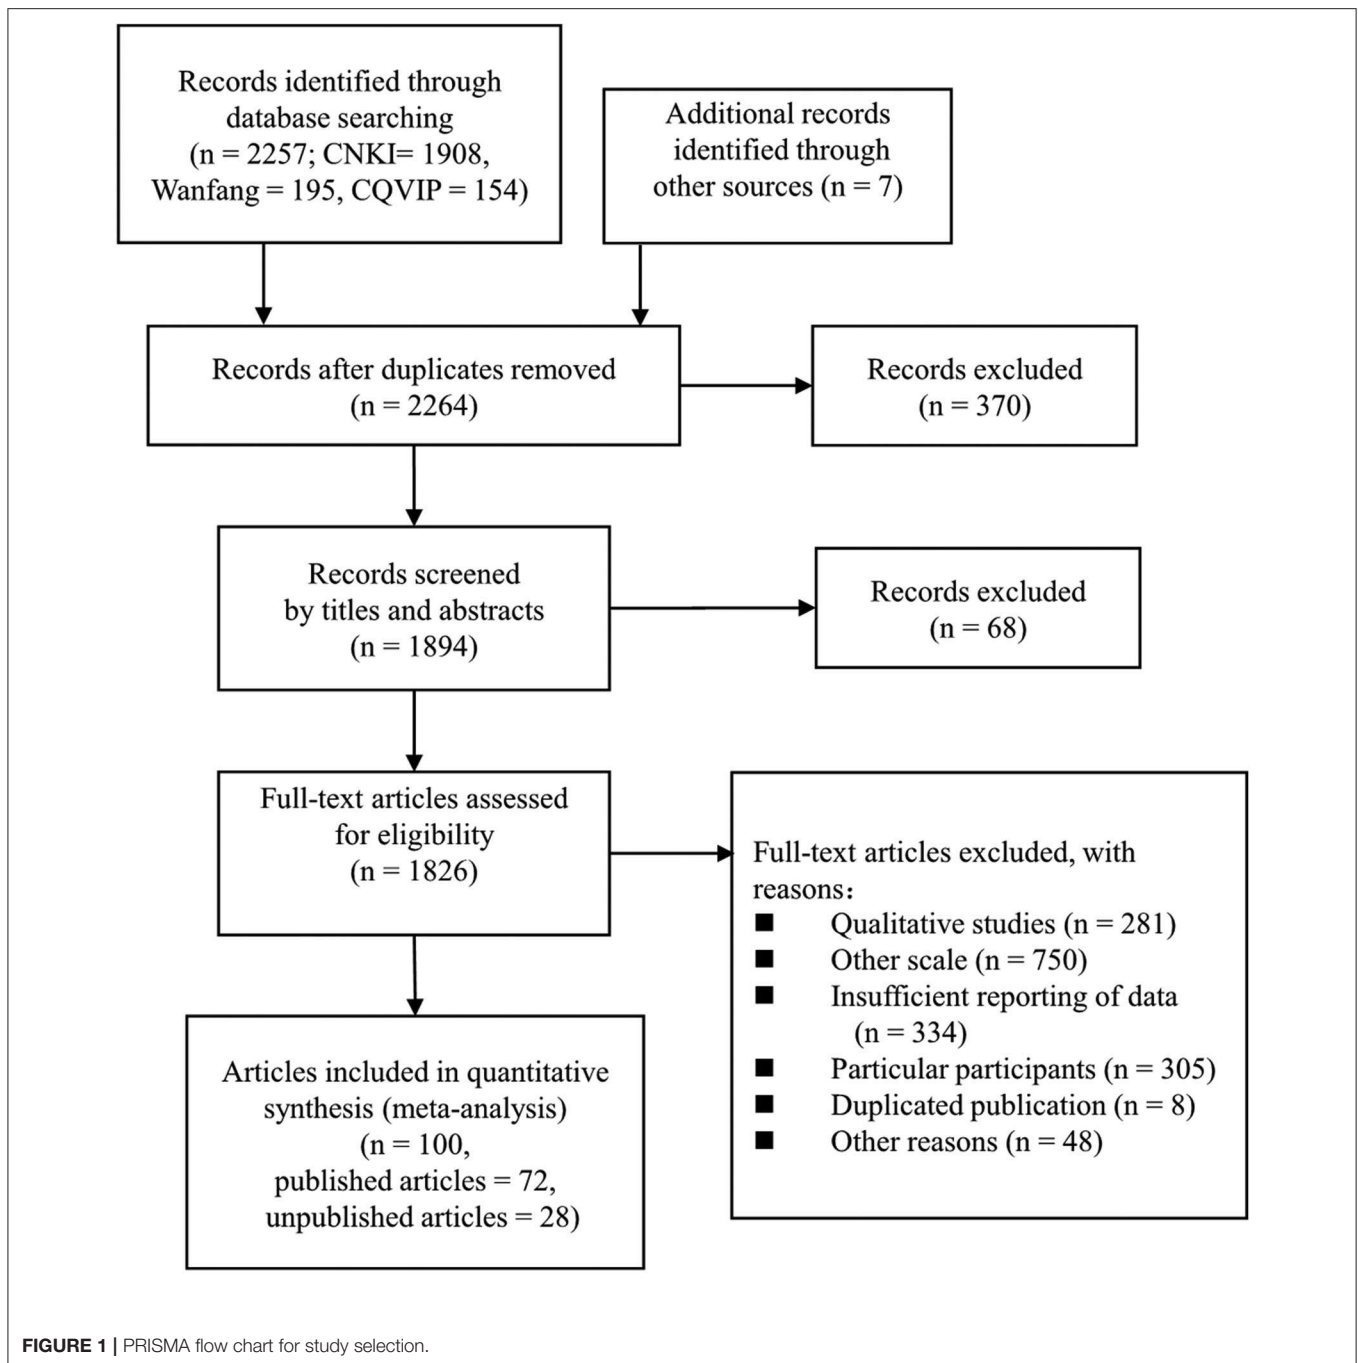 Records identified through
database searching
(n = 2257; CNKI= 1908,
Wanfang = 195, CQVIP = 154)
Additional records
identified through
other sources (n = 7)
Records after duplicates removed
(n = 2264)
Records excluded
(n = 370)
Records screened
by titles and abstracts
(n = 1894)
Records excluded
(n = 68)
Full-text articles assessed
for eligibility
(n = 1826)
Full-text articles excluded, with
reasons：
■ Qualitative studies (n = 281)
■ Other scale (n = 750)
■ Insufficient reporting of data
(n = 334)
■ Particular participants (n = 305)
■ Duplicated publication (n = 8)
■ Other reasons (n = 48)
Articles included in quantitative
synthesis (meta-analysis)
(n = 100,
published articles = 72,
unpublished articles = 28)
FIGURE 1 | PRISMA flow chart for study selection.